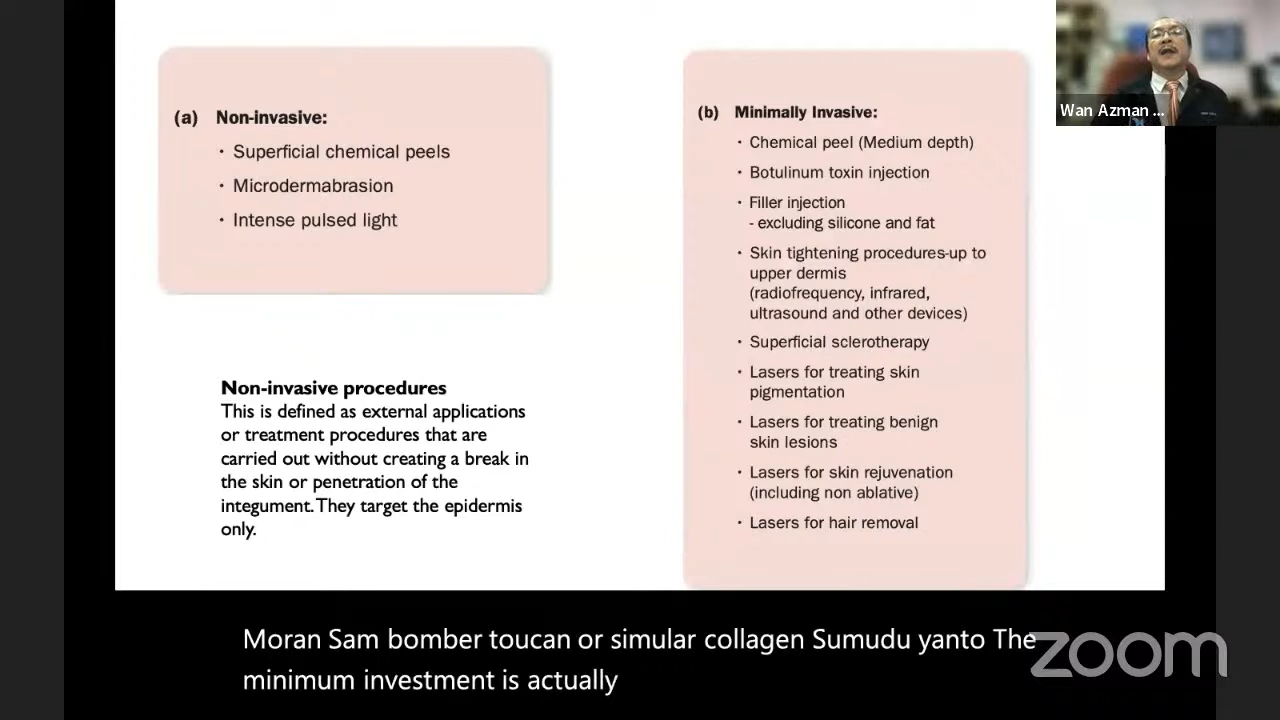 (a) Non-invasive:
· Superficial chemical peels
· Microdermabrasion
· Intense pulsed light
Non-invasive procedures
This is defined as external applications
or treatment procedures that are
carried out without creating a break in
the skin or penetration of the
integument. They target the epidermis
only.
(b) Minimally Invasive:
· Chemical peel (Medium depth)
· Botulinum toxin injection
· Filler injection
- excluding silicone and fat
· Skin tightening procedures-up to
upper dermis
(radiofrequency, infrared,
ultrasound and other devices)
· Superficial sclerotherapy
· Lasers for treating skin
pigmentation
· Lasers for treating benign
skin lesions
· Lasers for skin rejuvenation
(including non ablative)
· Lasers for hair removal
Wan Azman ...
Moran Sam bomber toucan or simular collagen Sumudu yanto The
minimum investment is actually
zoom